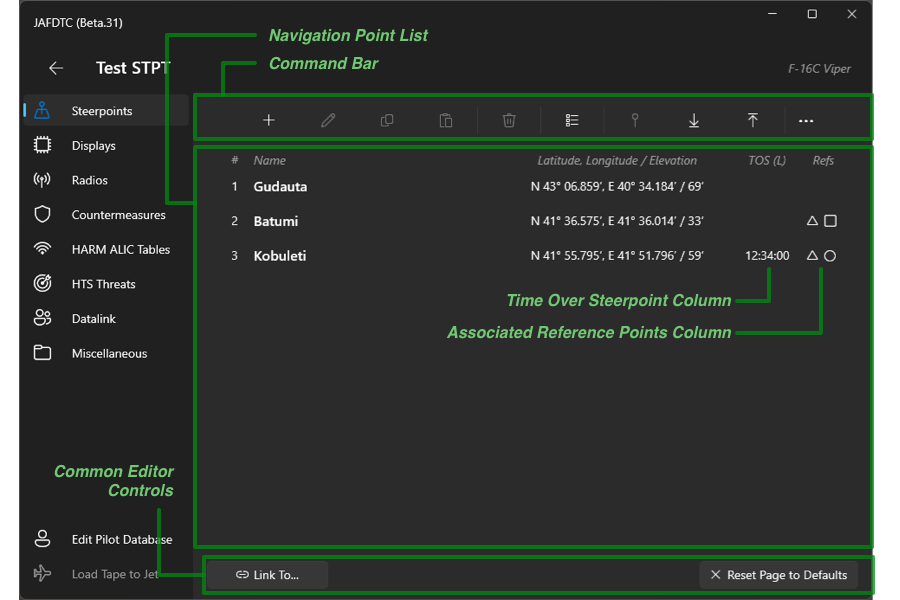 JAFDTC (Beta.31)
Navigation Point List
Test STPT
Command Bar
F-16C Viper
Steerpoints
Displays
Radios
Countermeasures
HARM ALIC Tables
HTS Threats
Datalink
Miscellaneous
# Name Latitude, Longitude / Elevation TOS (L) Refs
1 Gudauta N 43° 06.859’, E 40° 34.184’ / 69’
2 Batumi N 41° 36.575’, E 41° 36.014’ / 33’
3 Kobuleti N 41° 55.795’, E 41° 51.796’ / 59’ 12:34:00
Time Over Steerpoint Column
Associated Reference Points Column
Common Editor
Controls
Edit Pilot Database
Load Tape to Jet
Link To...
Reset Page to Defaults